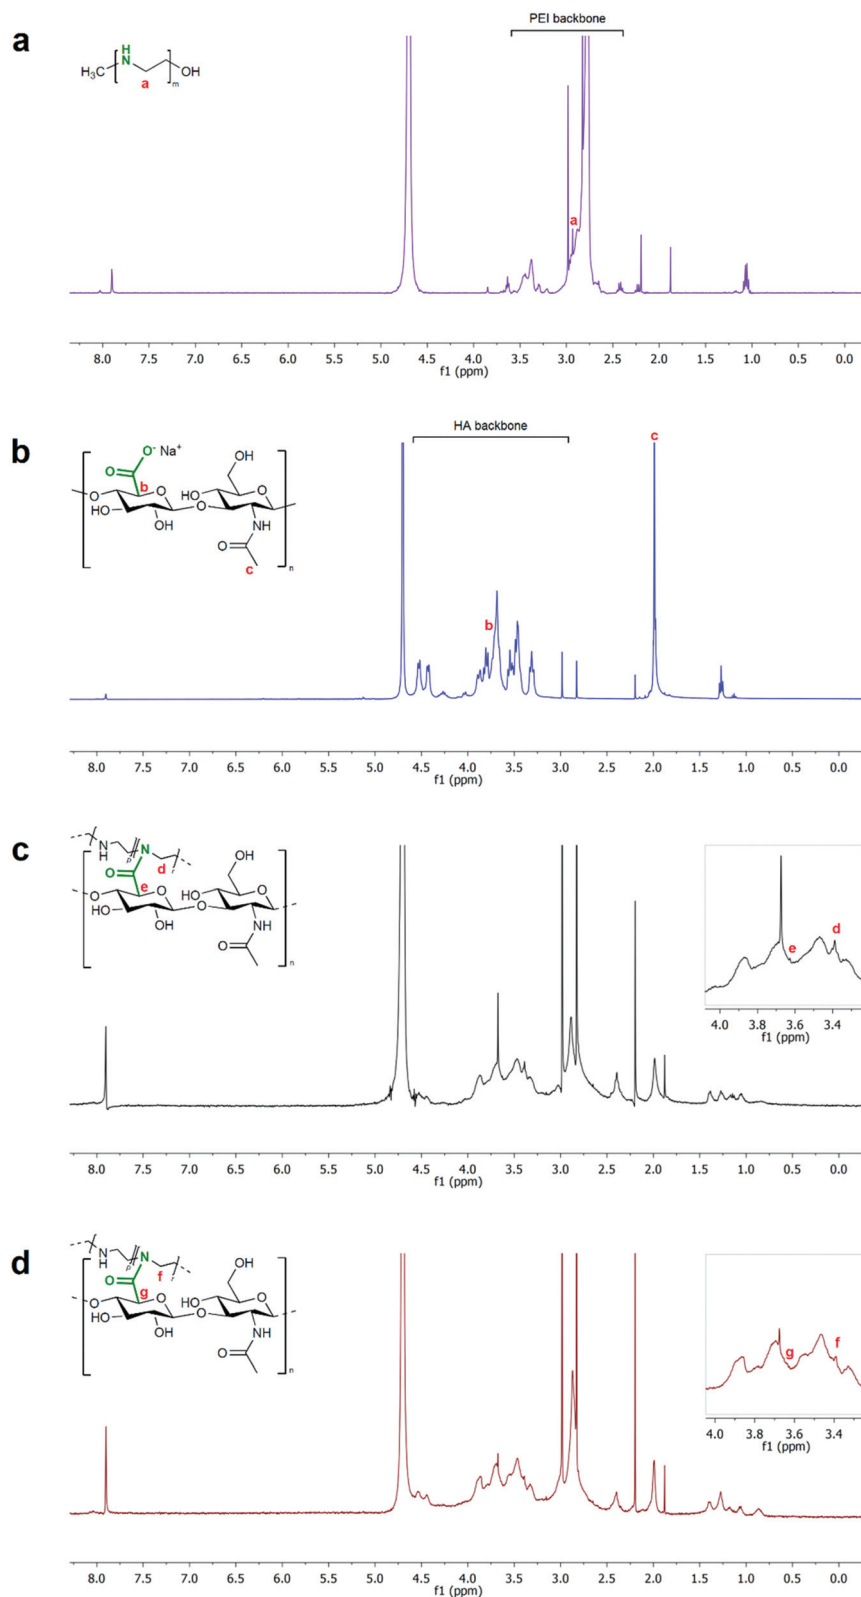 a
PEI backbone
H
N
H₃C
OH
m
a
a
8.0 7.5 7.0 6.5 6.0 5.5 5.0 4.5 4.0 3.5 3.0 2.5 2.0 1.5 1.0 0.5 0.0
f1 (ppm)
b
HA backbone
c
O⁻ Na⁺
O
b
OH
O
O
HO
O
HO
OH
O
O
NH
O
c
n
b
8.0 7.5 7.0 6.5 6.0 5.5 5.0 4.5 4.0 3.5 3.0 2.5 2.0 1.5 1.0 0.5 0.0
f1 (ppm)
c
N
H
p
N
d
r
O
e
OH
O
O
HO
O
HO
OH
O
O
NH
O
n
e
d
4.0 3.8 3.6 3.4
f1 (ppm)
8.0 7.5 7.0 6.5 6.0 5.5 5.0 4.5 4.0 3.5 3.0 2.5 2.0 1.5 1.0 0.5 0.0
f1 (ppm)
d
N
H
p
N
f
r
O
g
OH
O
O
HO
O
HO
OH
O
O
NH
O
n
g
f
4.0 3.8 3.6 3.4
f1 (ppm)
8.0 7.5 7.0 6.5 6.0 5.5 5.0 4.5 4.0 3.5 3.0 2.5 2.0 1.5 1.0 0.5 0.0
f1 (ppm)